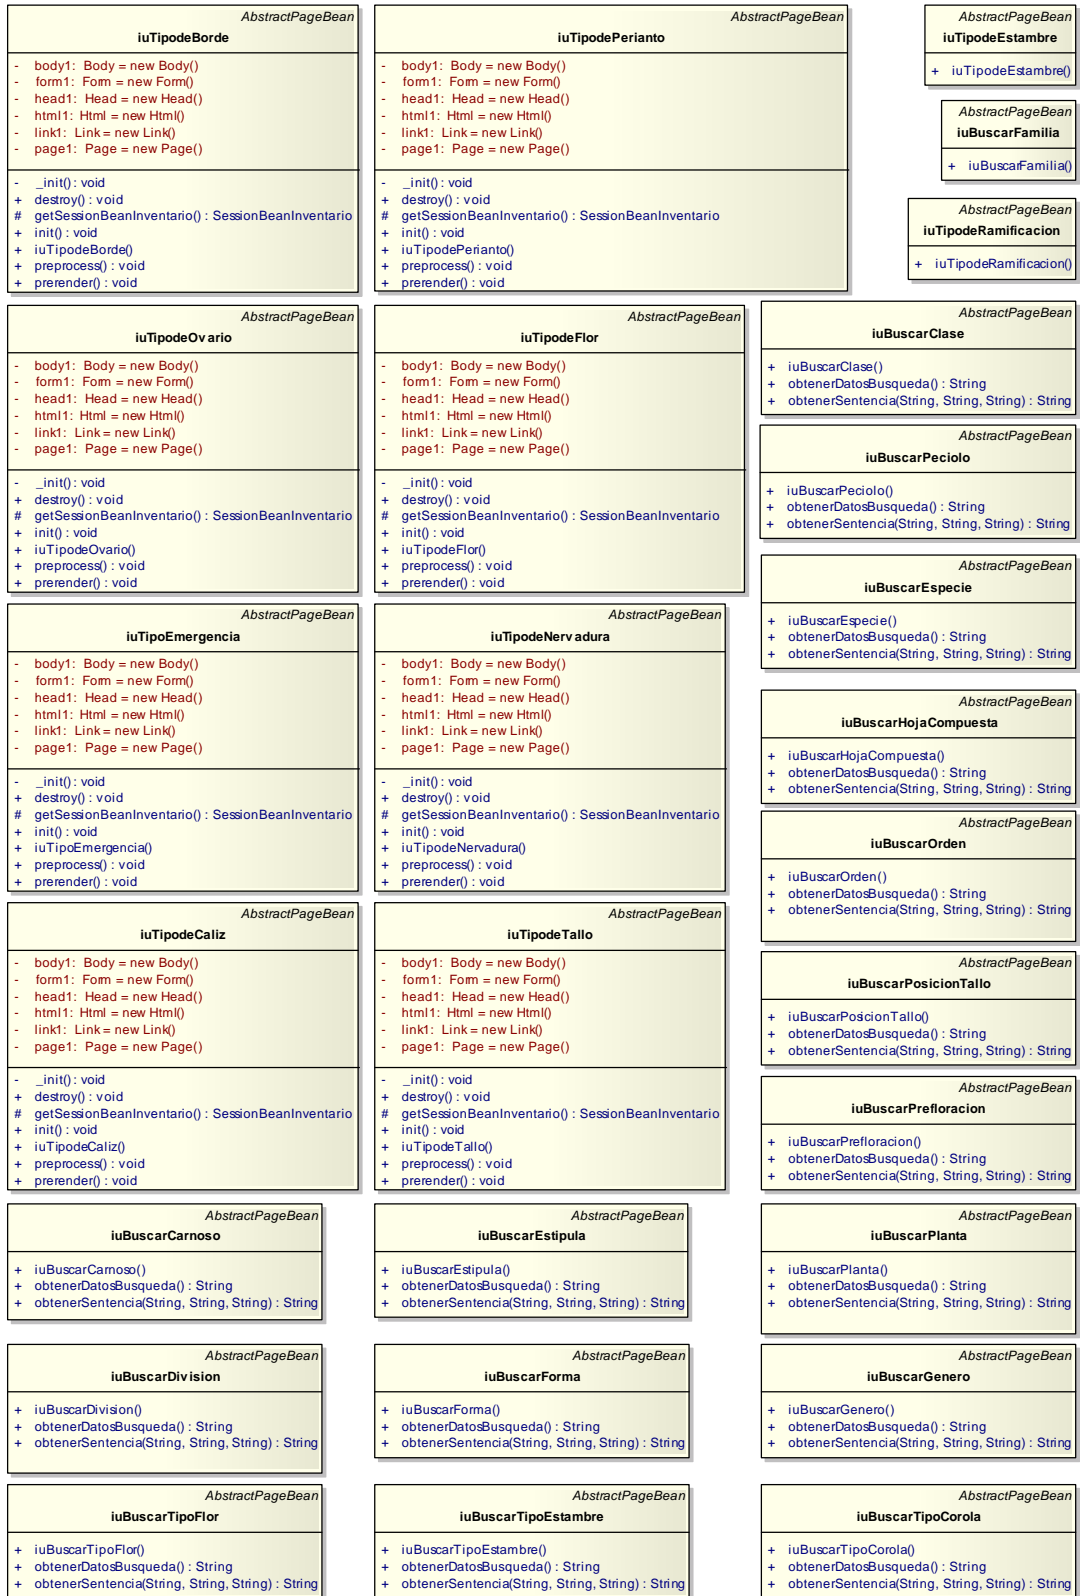 AbstractPageBean
iuTipodeBorde
- body1: Body = new Body()
- form1: Form = new Form()
- head1: Head = new Head()
- html1: Html = new Html()
- link1: Link = new Link()
- page1: Page = new Page()
- _init() : void
+ destroy() : void
# getSessionBeanInventario() : SessionBeanInventario
+ init() : void
+ iuTipodeBorde()
+ preprocess() : void
+ prerender() : void
AbstractPageBean
iuTipodePerianto
- body1: Body = new Body()
- form1: Form = new Form()
- head1: Head = new Head()
- html1: Html = new Html()
- link1: Link = new Link()
- page1: Page = new Page()
- _init() : void
+ destroy() : void
# getSessionBeanInventario() : SessionBeanInventario
+ init() : void
+ iuTipodePerianto()
+ preprocess() : void
+ prerender() : void
AbstractPageBean
iuTipodeEstambre
+ iuTipodeEstambre()
AbstractPageBean
iuBuscarFamilia
+ iuBuscarFamilia()
AbstractPageBean
iuTipodeRamificacion
+ iuTipodeRamificacion()
AbstractPageBean
iuTipodeOvario
- body1: Body = new Body()
- form1: Form = new Form()
- head1: Head = new Head()
- html1: Html = new Html()
- link1: Link = new Link()
- page1: Page = new Page()
- _init() : void
+ destroy() : void
# getSessionBeanInventario() : SessionBeanInventario
+ init() : void
+ iuTipodeOvario()
+ preprocess() : void
+ prerender() : void
AbstractPageBean
iuTipodeFlor
- body1: Body = new Body()
- form1: Form = new Form()
- head1: Head = new Head()
- html1: Html = new Html()
- link1: Link = new Link()
- page1: Page = new Page()
- _init() : void
+ destroy() : void
# getSessionBeanInventario() : SessionBeanInventario
+ init() : void
+ iuTipodeFlor()
+ preprocess() : void
+ prerender() : void
AbstractPageBean
iuBuscarClase
+ iuBuscarClase()
+ obtenerDatosBusqueda() : String
+ obtenerSentencia(String, String, String) : String
AbstractPageBean
iuBuscarPeciolo
+ iuBuscarPeciolo()
+ obtenerDatosBusqueda() : String
+ obtenerSentencia(String, String, String) : String
AbstractPageBean
iuBuscarEspecie
+ iuBuscarEspecie()
+ obtenerDatosBusqueda() : String
+ obtenerSentencia(String, String, String) : String
AbstractPageBean
iuTipoEmergencia
- body1: Body = new Body()
- form1: Form = new Form()
- head1: Head = new Head()
- html1: Html = new Html()
- link1: Link = new Link()
- page1: Page = new Page()
- _init() : void
+ destroy() : void
# getSessionBeanInventario() : SessionBeanInventario
+ init() : void
+ iuTipoEmergencia()
+ preprocess() : void
+ prerender() : void
AbstractPageBean
iuTipodeNervadura
- body1: Body = new Body()
- form1: Form = new Form()
- head1: Head = new Head()
- html1: Html = new Html()
- link1: Link = new Link()
- page1: Page = new Page()
- _init() : void
+ destroy() : void
# getSessionBeanInventario() : SessionBeanInventario
+ init() : void
+ iuTipodeNervadura()
+ preprocess() : void
+ prerender() : void
AbstractPageBean
iuBuscarHojaCompuesta
+ iuBuscarHojaCompuesta()
+ obtenerDatosBusqueda() : String
+ obtenerSentencia(String, String, String) : String
AbstractPageBean
iuBuscarOrden
+ iuBuscarOrden()
+ obtenerDatosBusqueda() : String
+ obtenerSentencia(String, String, String) : String
AbstractPageBean
iuTipodeCaliz
- body1: Body = new Body()
- form1: Form = new Form()
- head1: Head = new Head()
- html1: Html = new Html()
- link1: Link = new Link()
- page1: Page = new Page()
- _init() : void
+ destroy() : void
# getSessionBeanInventario() : SessionBeanInventario
+ init() : void
+ iuTipodeCaliz()
+ preprocess() : void
+ prerender() : void
AbstractPageBean
iuTipodeTallo
- body1: Body = new Body()
- form1: Form = new Form()
- head1: Head = new Head()
- html1: Html = new Html()
- link1: Link = new Link()
- page1: Page = new Page()
- _init() : void
+ destroy() : void
# getSessionBeanInventario() : SessionBeanInventario
+ init() : void
+ iuTipodeTallo()
+ preprocess() : void
+ prerender() : void
AbstractPageBean
iuBuscarPosicionTallo
+ iuBuscarPosicionTallo()
+ obtenerDatosBusqueda() : String
+ obtenerSentencia(String, String, String) : String
AbstractPageBean
iuBuscarPrefloracion
+ iuBuscarPrefloracion()
+ obtenerDatosBusqueda() : String
+ obtenerSentencia(String, String, String) : String
AbstractPageBean
iuBuscarCarnoso
+ iuBuscarCarnoso()
+ obtenerDatosBusqueda() : String
+ obtenerSentencia(String, String, String) : String
AbstractPageBean
iuBuscarEstipula
+ iuBuscarEstipula()
+ obtenerDatosBusqueda() : String
+ obtenerSentencia(String, String, String) : String
AbstractPageBean
iuBuscarPlanta
+ iuBuscarPlanta()
+ obtenerDatosBusqueda() : String
+ obtenerSentencia(String, String, String) : String
AbstractPageBean
iuBuscarDivision
+ iuBuscarDivision()
+ obtenerDatosBusqueda() : String
+ obtenerSentencia(String, String, String) : String
AbstractPageBean
iuBuscarForma
+ iuBuscarForma()
+ obtenerDatosBusqueda() : String
+ obtenerSentencia(String, String, String) : String
AbstractPageBean
iuBuscarGenero
+ iuBuscarGenero()
+ obtenerDatosBusqueda() : String
+ obtenerSentencia(String, String, String) : String
AbstractPageBean
iuBuscarTipoFlor
+ iuBuscarTipoFlor()
+ obtenerDatosBusqueda() : String
+ obtenerSentencia(String, String, String) : String
AbstractPageBean
iuBuscarTipoEstambre
+ iuBuscarTipoEstambre()
+ obtenerDatosBusqueda() : String
+ obtenerSentencia(String, String, String) : String
AbstractPageBean
iuBuscarTipoCorola
+ iuBuscarTipoCorola()
+ obtenerDatosBusqueda() : String
+ obtenerSentencia(String, String, String) : String